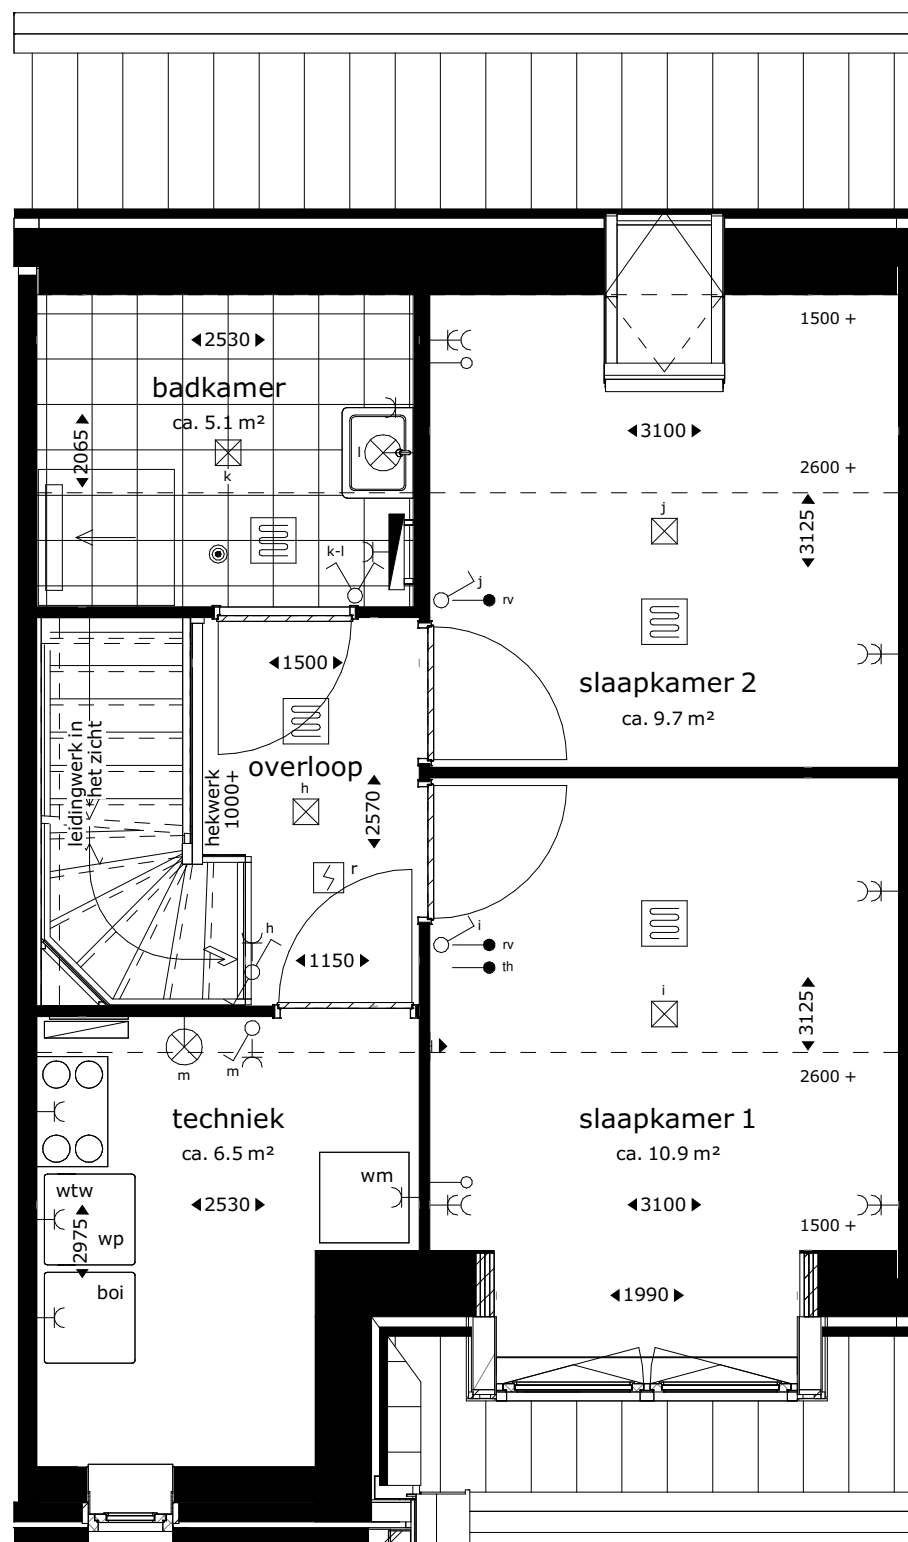 1500 +
2530
badkamer
ca. 5.1 m²
3100
2065
l
2600 +
k
j
3125
k-l
j
rv
1500
slaapkamer 2
ca. 9.7 m²
leidingwerk in
het zicht
hekwerk
1000+
overloop
h
2570
r
h
i
rv
th
1150
i
3125
m
m
2600 +
techniek
ca. 6.5 m²
slaapkamer 1
ca. 10.9 m²
wm
wtw
2530
3100
wp
2975
1500 +
boi
1990